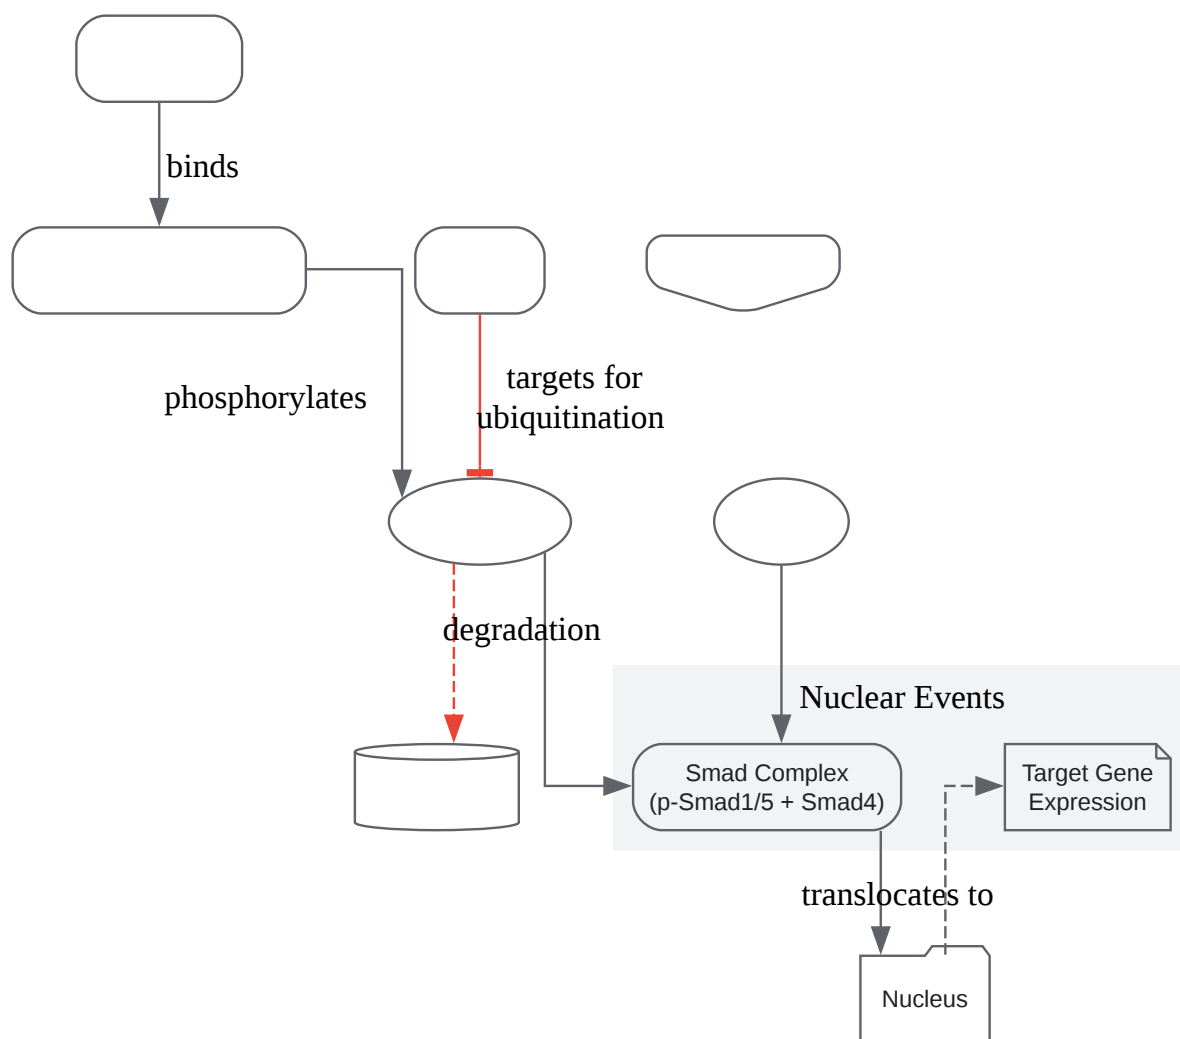 binds
phosphorylates
targets for
ubiquitination
degradation
Nuclear Events
Smad Complex
(p-Smad1/5 + Smad4)
Target Gene
Expression
translocates to
Nucleus